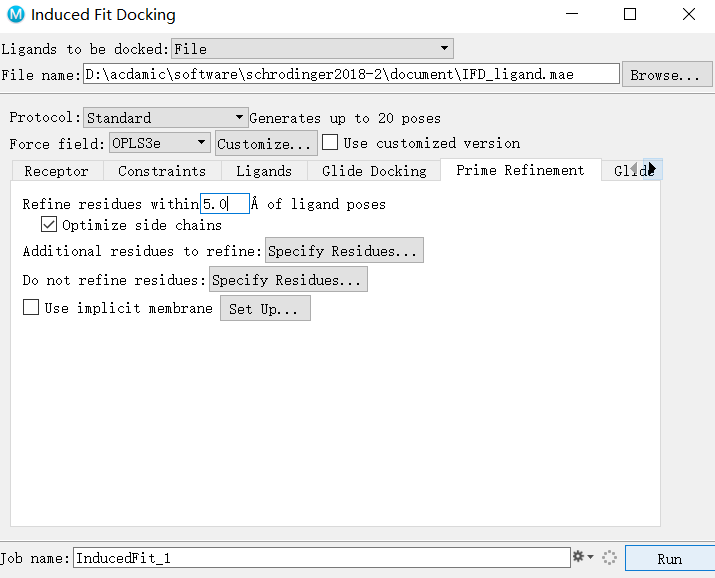 Induced Fit Docking
Ligands to be docked: File
File name: D:\acdamic\software\schrodinger2018-2\document\IFD_ligand.mae Browse...
Protocol: Standard Generates up to 20 poses
Force field: OPLS3e Customize... Use customized version
Receptor Constraints Ligands Glide Docking Prime Refinement Glide
Refine residues within 5.0 Å of ligand poses
Optimize side chains
Additional residues to refine: Specify Residues...
Do not refine residues: Specify Residues...
Use implicit membrane Set Up...
Job name: InducedFit_1 Run